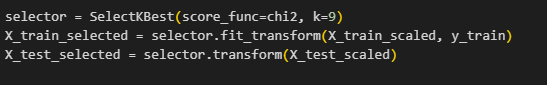 selector = SelectKBest(score_func=chi2, k=9)
X_train_selected = selector.fit_transform(X_train_scaled, y_train)
X_test_selected = selector.transform(X_test_scaled)